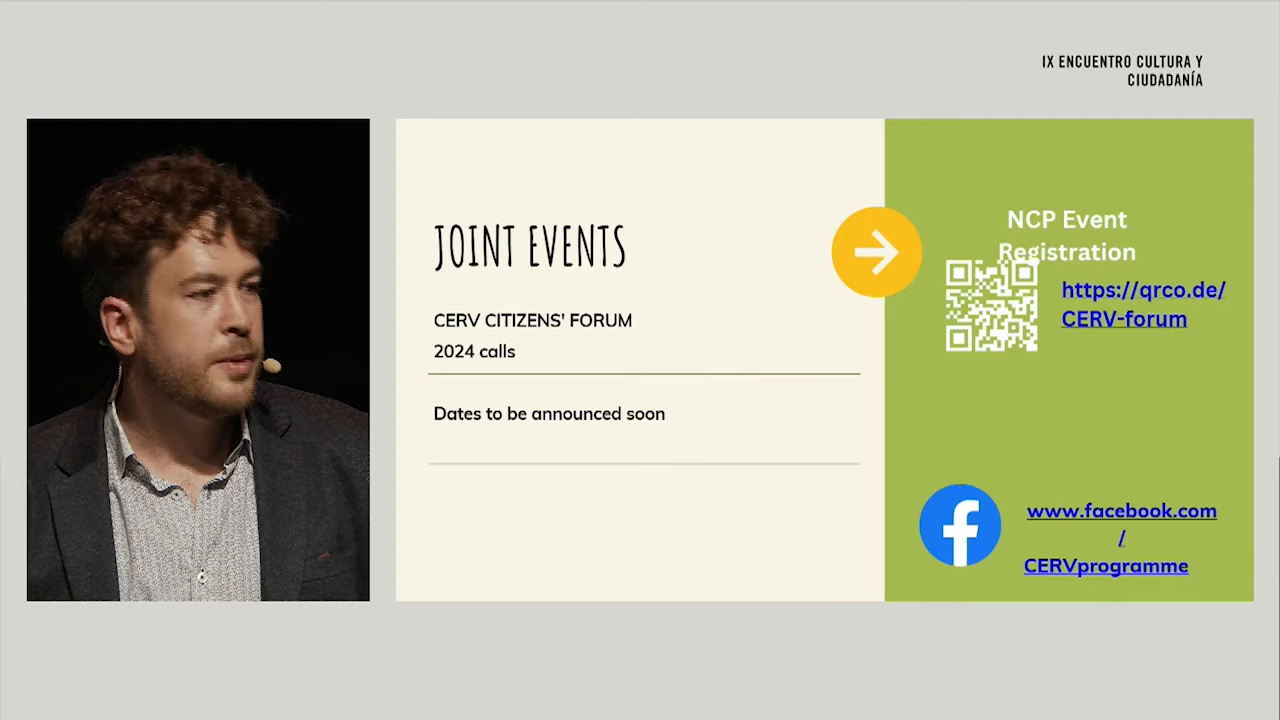 IX ENCUENTRO CULTURA Y
CIUDADANÍA
JOINT EVENTS
CERV CITIZENS' FORUM
2024 calls
Dates to be announced soon
NCP Event
Registration
https://qrco.de/
CERV-forum
www.facebook.com
/
CERVprogramme